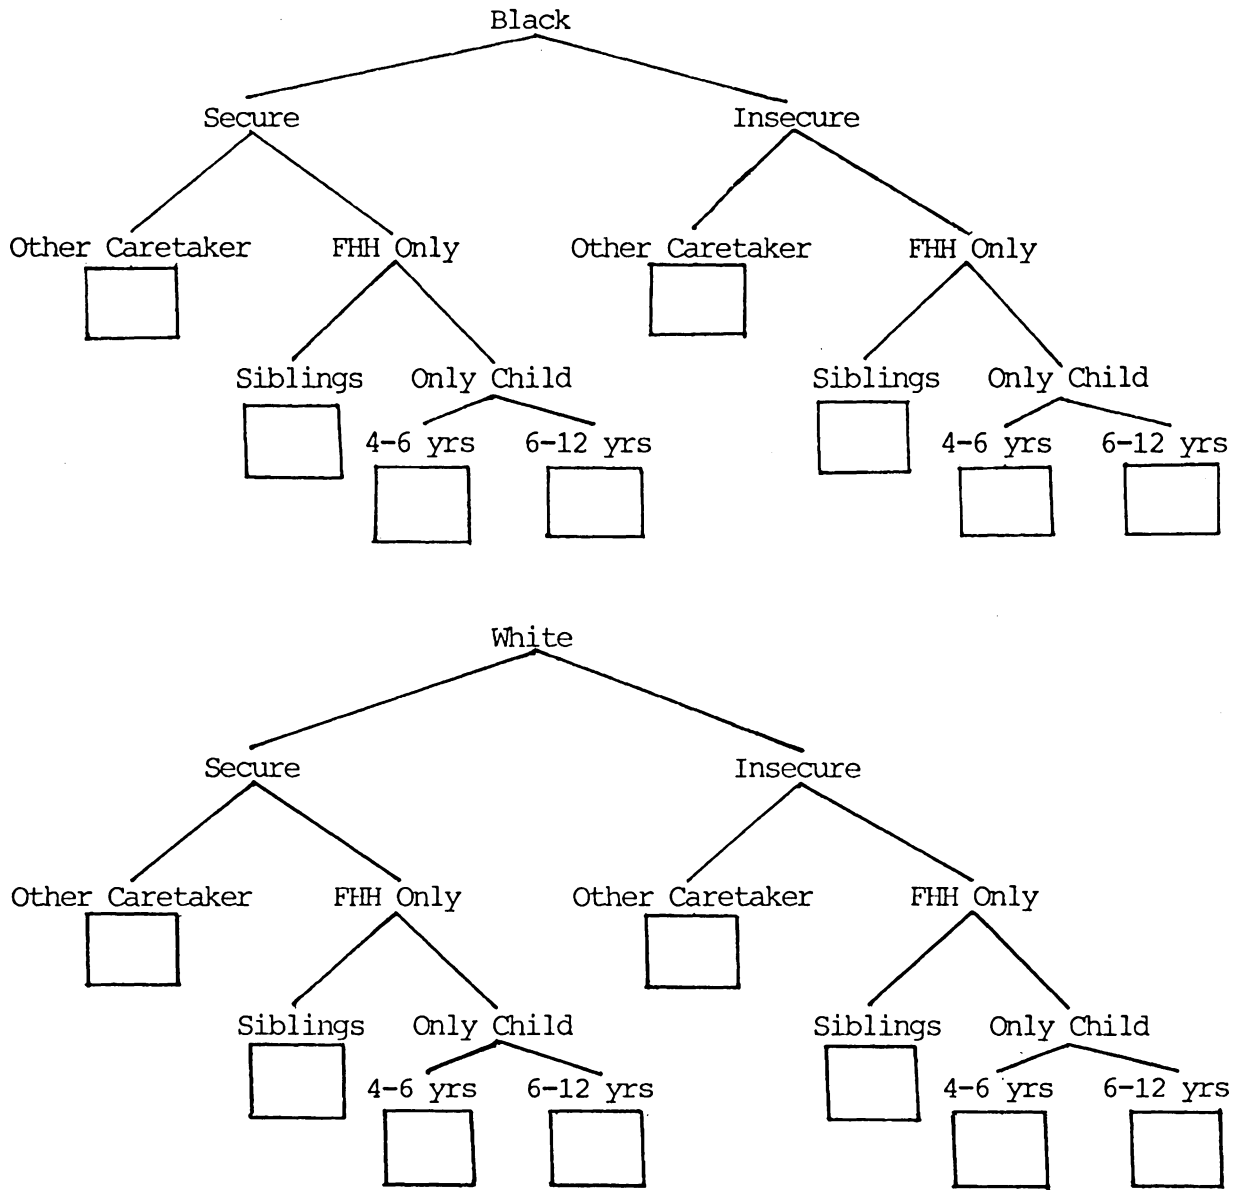 Black
Secure Insecure
Other Caretaker FHH Only Other Caretaker FHH Only
Siblings Only Child Siblings Only Child
4-6 yrs 6-12 yrs 4-6 yrs 6-12 yrs
White
Secure Insecure
Other Caretaker FHH Only Other Caretaker FHH Only
Siblings Only Child Siblings Only Child
4-6 yrs 6-12 yrs 4-6 yrs 6-12 yrs